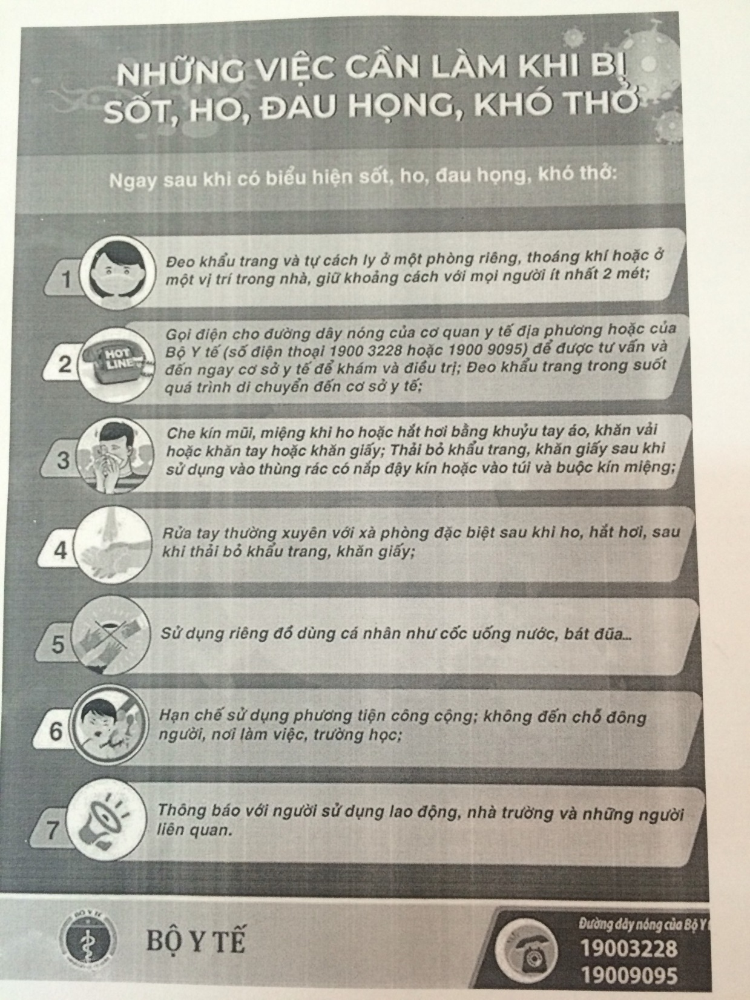 NHỮNG VIỆC CẦN LÀM KHI BỊ
SỐT, HO, ĐAU HỌNG, KHÓ THỞ
Ngay sau khi có biểu hiện sốt, ho, đau họng, khó thở:
1
Đeo khẩu trang và tự cách ly ở một phòng riêng, thoáng khí hoặc ở
một vị trí trong nhà, giữ khoảng cách với mọi người ít nhất 2 mét;
2
HOT
LINE
Gọi điện cho đường dây nóng của cơ quan y tế địa phương hoặc của
Bộ Y tế (số điện thoại 1900 3228 hoặc 1900 9095) để được tư vấn và
đến ngay cơ sở y tế để khám và điều trị; Đeo khẩu trang trong suốt
quá trình di chuyển đến cơ sở y tế;
3
Che kín mũi, miệng khi ho hoặc hắt hơi bằng khuỷu tay áo, khăn vải
hoặc khăn tay hoặc khăn giấy; Thải bỏ khẩu trang, khăn giấy sau khi
sử dụng vào thùng rác có nắp đậy kín hoặc vào túi và buộc kín miệng;
4
Rửa tay thường xuyên với xà phòng đặc biệt sau khi ho, hắt hơi, sau
khi thải bỏ khẩu trang, khăn giấy;
5
Sử dụng riêng đồ dùng cá nhân như cốc uống nước, bát đũa...
6
Hạn chế sử dụng phương tiện công cộng; không đến chỗ đông
người, nơi làm việc, trường học;
7
Thông báo với người sử dụng lao động, nhà trường và những người
liên quan.
BỘ Y TẾ
BỘ Y TẾ
Đường dây nóng của Bộ Y
19003228
19009095